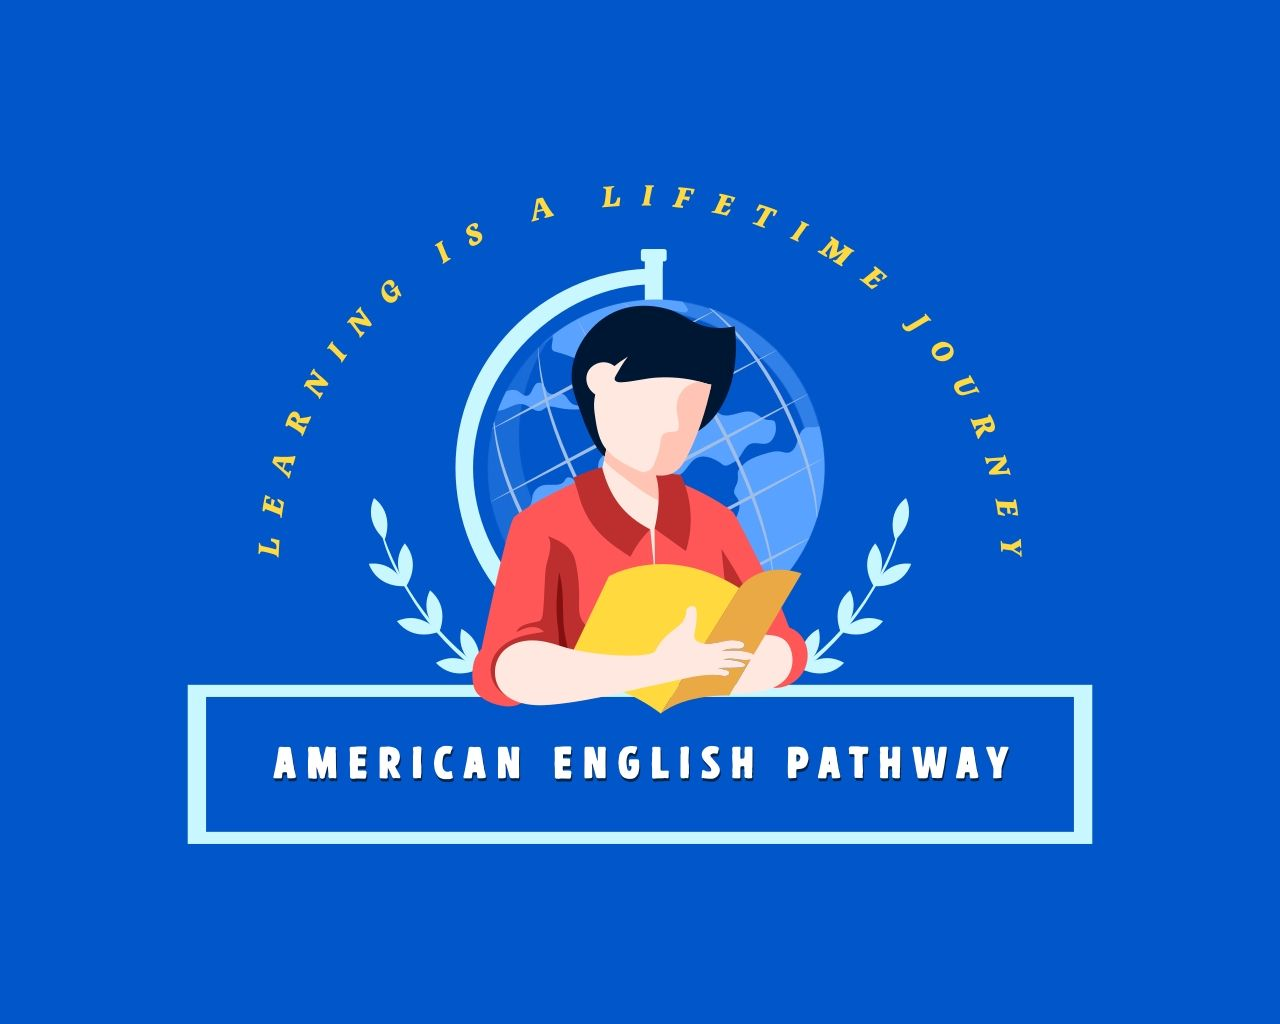 LEARNING IS A LIFETIME JOURNEY
AMERICAN ENGLISH PATHWAY